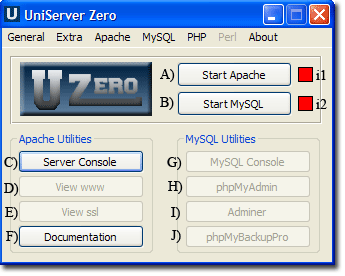 U UniServer Zero
General Extra Apache MySQL PHP Perl About
U ZERO A) Start Apache i1
B) Start MySQL i2
Apache Utilities MySQL Utilities
C) Server Console G) MySQL Console
D) View www H) phpMyAdmin
E) View ssl I) Adminer
F) Documentation J) phpMyBackupPro